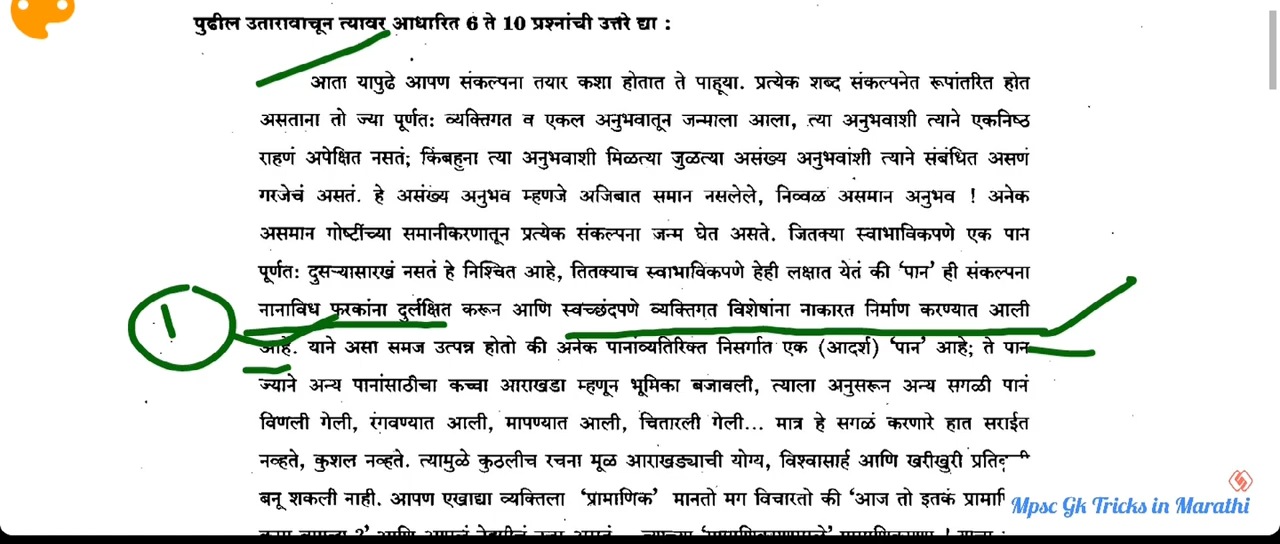 पुढील उतारावाचून त्यावर आधारित 6 ते 10 प्रश्नांची उत्तरे द्या :
आता यापुढे आपण संकल्पना तयार कशा होतात ते पाहूया. प्रत्येक शब्द संकल्पनेत रूपांतरित होत
असताना तो ज्या पूर्णत: व्यक्तिगत व एकल अनुभवातून जन्माला आला, त्या अनुभवाशी त्याने एकनिष्ठ
राहणं अपेक्षित नसतं; किंबहुना त्या अनुभवाशी मिळत्या जुळत्या असंख्य अनुभवांशी त्याने संबंधित असणं
गरजेचं असतं. हे असंख्य अनुभव म्हणजे अजिबात समान नसलेले, निव्वळ असमान अनुभव ! अनेक
असमान गोष्टींच्या समानीकरणातून प्रत्येक संकल्पना जन्म घेत असते. जितक्या स्वाभाविकपणे एक पान
पूर्णत: दुसऱ्यासारखं नसतं हे निश्चित आहे, तितक्याच स्वाभाविकपणे हेही लक्षात येतं की 'पान' ही संकल्पना
1 नानाविध फरकांना दुर्लक्षित करून आणि स्वच्छंदपणे व्यक्तिगत विशेषांना नाकारत निर्माण करण्यात आली
आहे. याने असा समज उत्पन्न होतो की अनेक पानांव्यतिरिक्त निसर्गात एक (आदर्श) 'पान' आहे; ते पान
ज्याने अन्य पानांसाठीचा कच्चा आराखडा म्हणून भूमिका बजावली, त्याला अनुसरून अन्य सगळी पानं
विणली गेली, रंगवण्यात आली, मापण्यात आली, चितारली गेली... मात्र हे सगळं करणारे हात सराईत
नव्हते, कुशल नव्हते. त्यामुळे कुठलीच रचना मूळ आराखड्याची योग्य, विश्वासार्ह आणि खरीखुरी
बनू शकली नाही. आपण एखाद्या व्यक्तिला 'प्रामाणिक' मानतो मग विचारतो की 'आज तो इतकं
Mpsc Gk Tricks in Marathi